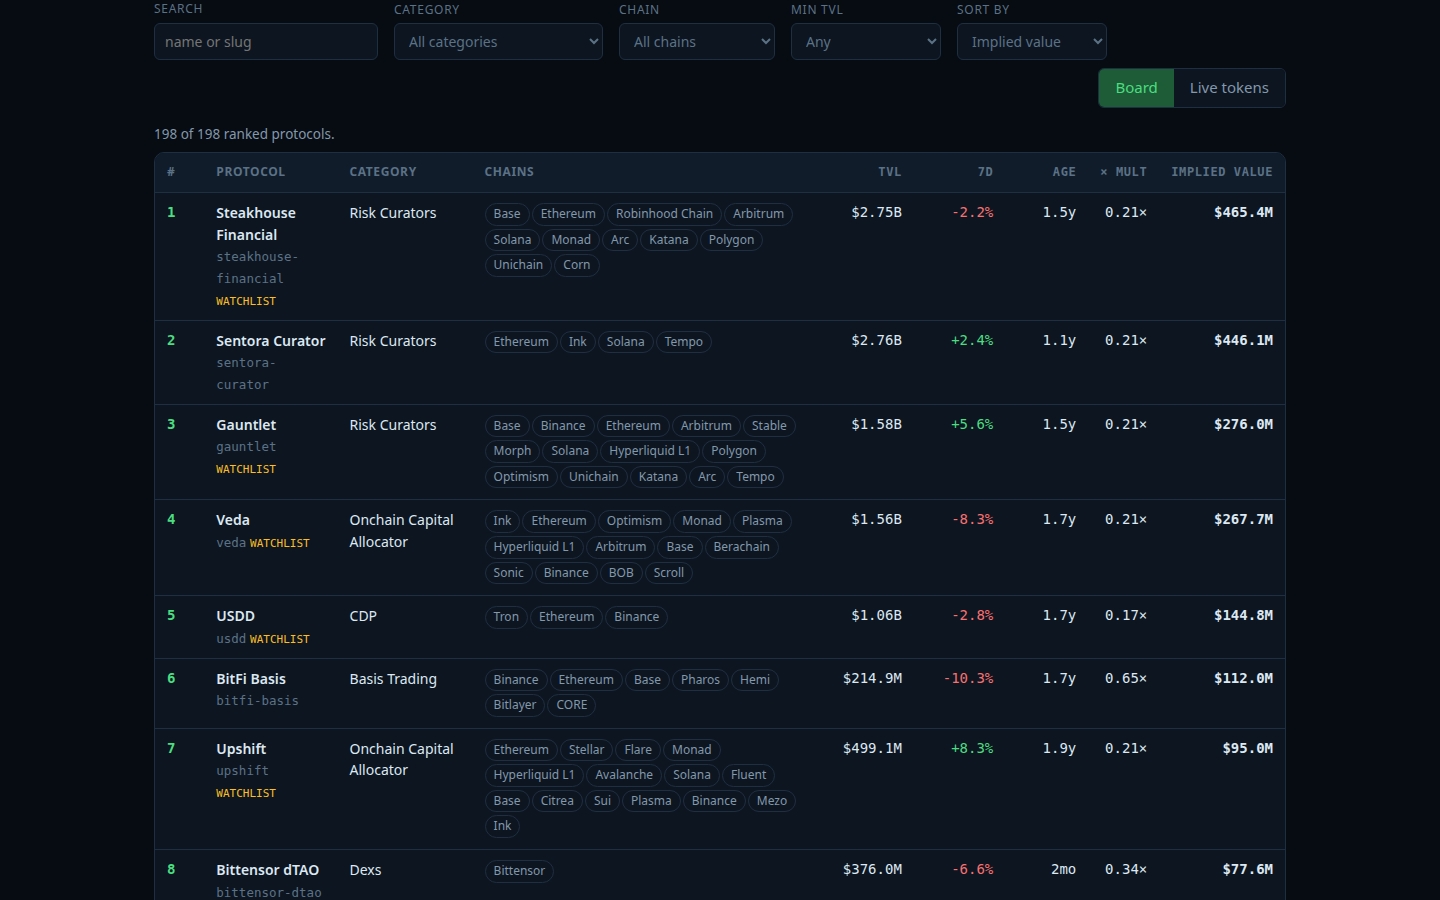 SEARCH CATEGORY CHAIN MIN TVL SORT BY
name or slug All categories All chains Any Implied value
Board Live tokens
198 of 198 ranked protocols.
# PROTOCOL CATEGORY CHAINS TVL 7D AGE × MULT IMPLIED VALUE
1 Steakhouse Risk Curators Base Ethereum Robinhood Chain Arbitrum $2.75B -2.2% 1.5y 0.21× $465.4M
Financial Solana Monad Arc Katana Polygon
steakhouse- Unichain Corn
financial
WATCHLIST
2 Sentora Curator Risk Curators Ethereum Ink Solana Tempo $2.76B +2.4% 1.1y 0.21× $446.1M
sentora-
curator
3 Gauntlet Risk Curators Base Binance Ethereum Arbitrum Stable $1.58B +5.6% 1.5y 0.21× $276.0M
gauntlet Morph Solana Hyperliquid L1 Polygon
WATCHLIST Optimism Unichain Katana Arc Tempo
4 Veda Onchain Capital Ink Ethereum Optimism Monad Plasma $1.56B -8.3% 1.7y 0.21× $267.7M
veda WATCHLIST Allocator Hyperliquid L1 Arbitrum Base Berachain
Sonic Binance BOB Scroll
5 USDD CDP Tron Ethereum Binance $1.06B -2.8% 1.7y 0.17× $144.8M
usdd WATCHLIST
6 BitFi Basis Basis Trading Binance Ethereum Base Pharos Hemi $214.9M -10.3% 1.7y 0.65× $112.0M
bitfi-basis Bitlayer CORE
7 Upshift Onchain Capital Ethereum Stellar Flare Monad $499.1M +8.3% 1.9y 0.21× $95.0M
upshift Allocator Hyperliquid L1 Avalanche Solana Fluent
WATCHLIST Base Citrea Sui Plasma Binance Mezo
Ink
8 Bittensor dTAO Dexs Bittensor $376.0M -6.6% 2mo 0.34× $77.6M
bittensor-dtao